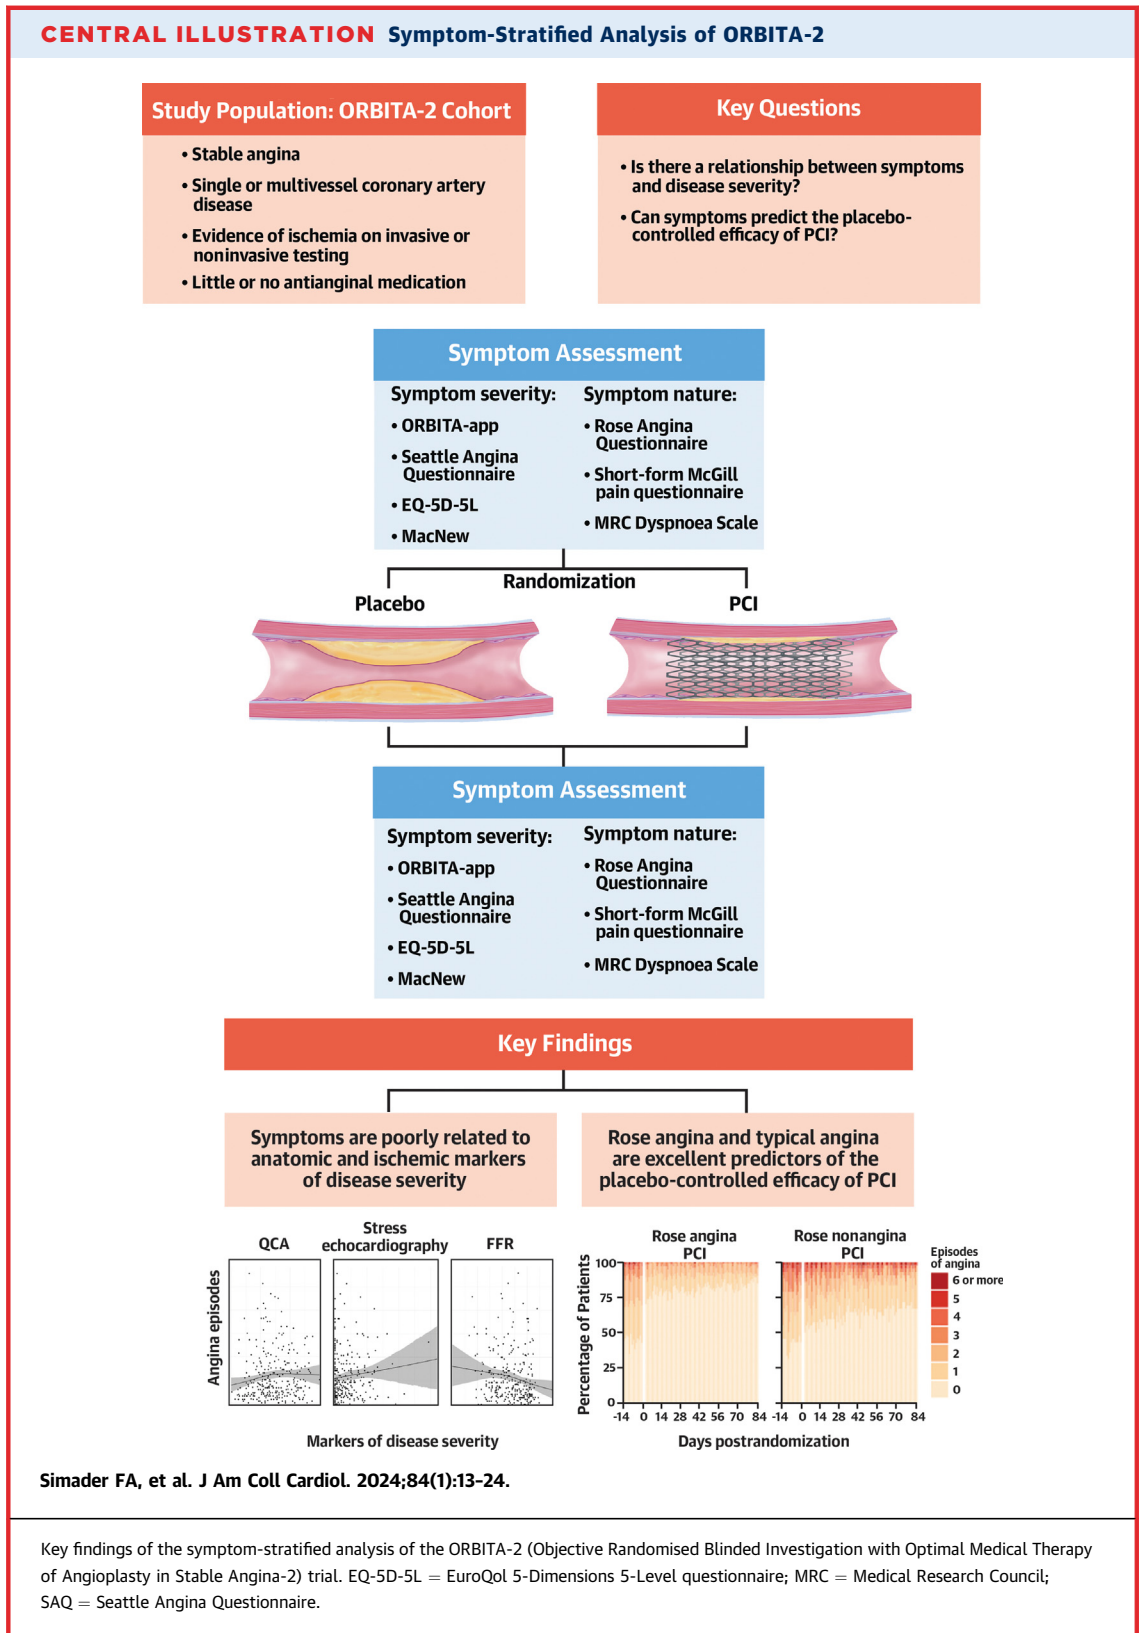 CENTRAL ILLUSTRATION Symptom-Stratified Analysis of ORBITA-2
Study Population: ORBITA-2 Cohort
• Stable angina
• Single or multivessel coronary artery
disease
• Evidence of ischemia on invasive or
noninvasive testing
• Little or no antianginal medication
Key Questions
• Is there a relationship between symptoms
and disease severity?
• Can symptoms predict the placebo-
controlled efficacy of PCI?
Symptom Assessment
Symptom severity:
• ORBITA-app
• Seattle Angina
Questionnaire
• EQ-5D-5L
• MacNew
Symptom nature:
• Rose Angina
Questionnaire
• Short-form McGill
pain questionnaire
• MRC Dyspnoea Scale
Randomization
Placebo
PCI
Symptom Assessment
Symptom severity:
• ORBITA-app
• Seattle Angina
Questionnaire
• EQ-5D-5L
• MacNew
Symptom nature:
• Rose Angina
Questionnaire
• Short-form McGill
pain questionnaire
• MRC Dyspnoea Scale
Key Findings
Symptoms are poorly related to
anatomic and ischemic markers
of disease severity
Rose angina and typical angina
are excellent predictors of the
placebo-controlled efficacy of PCI
QCA
Stress
echocardiography
FFR
Angina episodes
Markers of disease severity
Rose angina
PCI
Rose nonangina
PCI
Percentage of Patients
100
75
50
25
0
-14 0 14 28 42 56 70 84
-14 0 14 28 42 56 70 84
Days postrandomization
Episodes
of angina
6 or more
5
4
3
2
1
0
Simader FA, et al. J Am Coll Cardiol. 2024;84(1):13-24.
Key findings of the symptom-stratified analysis of the ORBITA-2 (Objective Randomised Blinded Investigation with Optimal Medical Therapy
of Angioplasty in Stable Angina-2) trial. EQ-5D-5L = EuroQol 5-Dimensions 5-Level questionnaire; MRC = Medical Research Council;
SAQ = Seattle Angina Questionnaire.